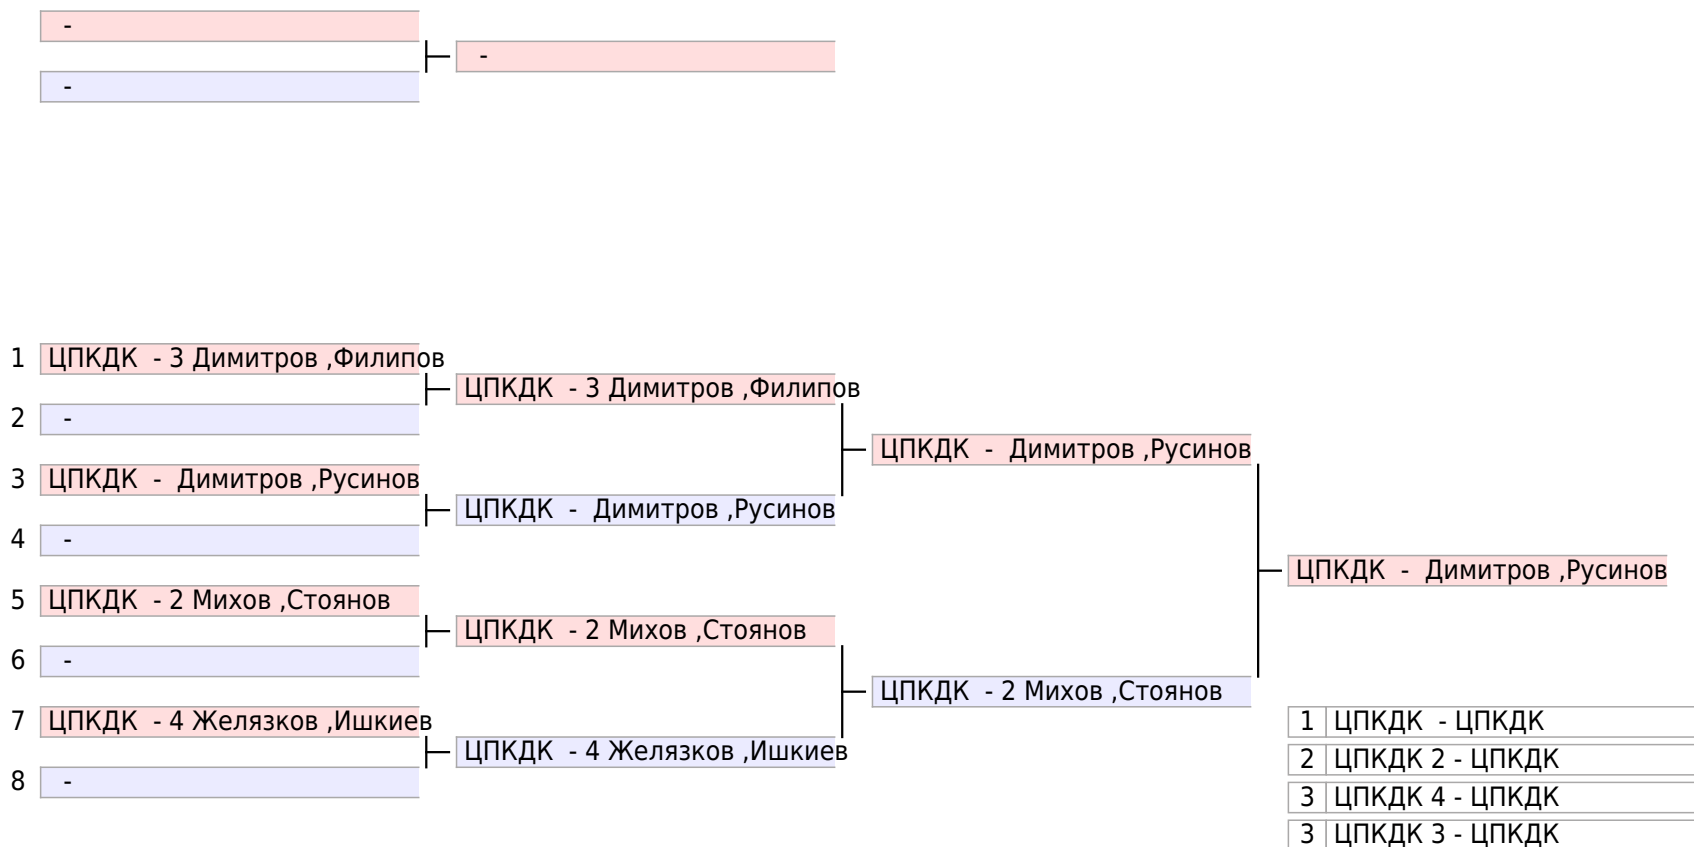 -
-
-
1 ЦПКДК - 3 Димитров ,Филипов
ЦПКДК - 3 Димитров ,Филипов
2 -
ЦПКДК - Димитров ,Русинов
3 ЦПКДК - Димитров ,Русинов
ЦПКДК - Димитров ,Русинов
4 -
ЦПКДК - Димитров ,Русинов
5 ЦПКДК - 2 Михов ,Стоянов
ЦПКДК - 2 Михов ,Стоянов
6 -
ЦПКДК - 2 Михов ,Стоянов
7 ЦПКДК - 4 Желязков ,Ишкиев
ЦПКДК - 4 Желязков ,Ишкиев
8 -
1 ЦПКДК - ЦПКДК
2 ЦПКДК 2 - ЦПКДК
3 ЦПКДК 4 - ЦПКДК
3 ЦПКДК 3 - ЦПКДК